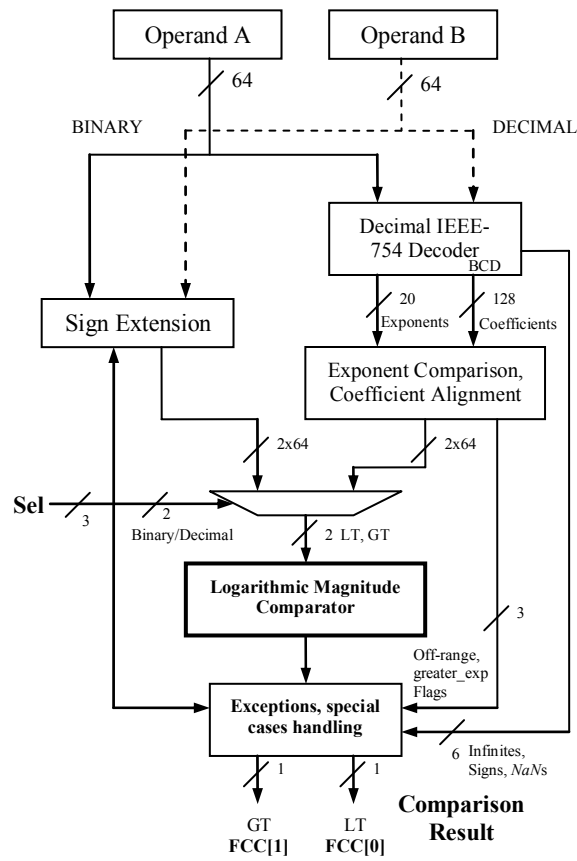 Operand A
Operand B
64
64
BINARY
DECIMAL
Decimal IEEE-
754 Decoder
BCD
20
128
Exponents
Coefficients
Sign Extension
Exponent Comparison,
Coefficient Alignment
2x64
2x64
Sel
3
2
Binary/Decimal
2 LT, GT
Logarithmic Magnitude
Comparator
3
Off-range,
greater_exp
Flags
Exceptions, special
cases handling
6
Infinites,
Signs, NaNs
1
1
GT
FCC[1]
LT
FCC[0]
Comparison
Result